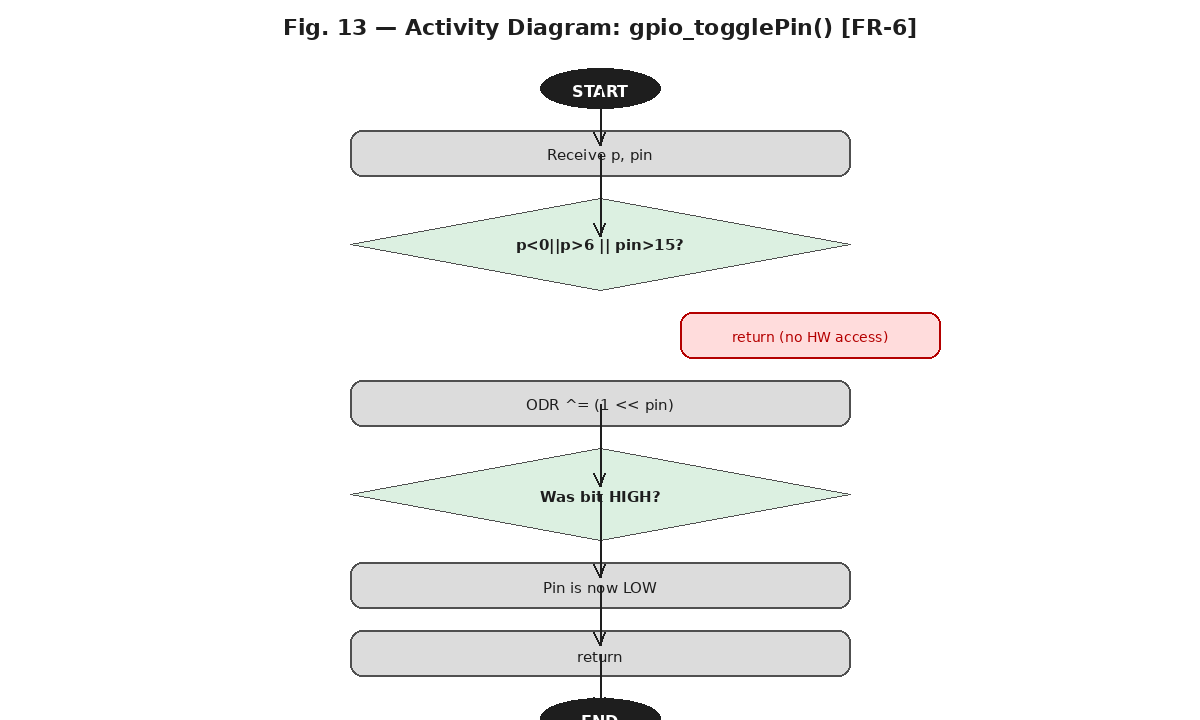 Fig. 13 — Activity Diagram: gpio_togglePin() [FR-6]
START
Receive p, pin
p<0||p>6 || pin>15?
return (no HW access)
ODR ^= (1 << pin)
Was bit HIGH?
Pin is now LOW
return
END